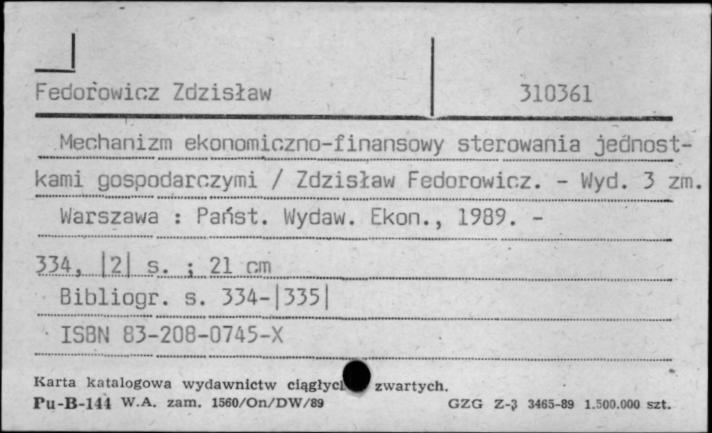 Fedorowicz Zdzisław 310361
Mechanizm ekonomiczno-finansowy sterowania jednost-
kami gospodarczymi / Zdzisław Fedorowicz. - Wyd. 3 zm.
Warszawa : Państ. Wydaw. Ekon., 1989. -
334, |2| s. ; 21 cm
Bibliogr. s. 334-|335|
ISBN 83-208-0745-X
Karta katalogowa wydawnictw zwartych.
Pu-B-144 W.A. zam. 1560/On/DW/89 GZG Z-3 3465-89 1.500.000 szt.